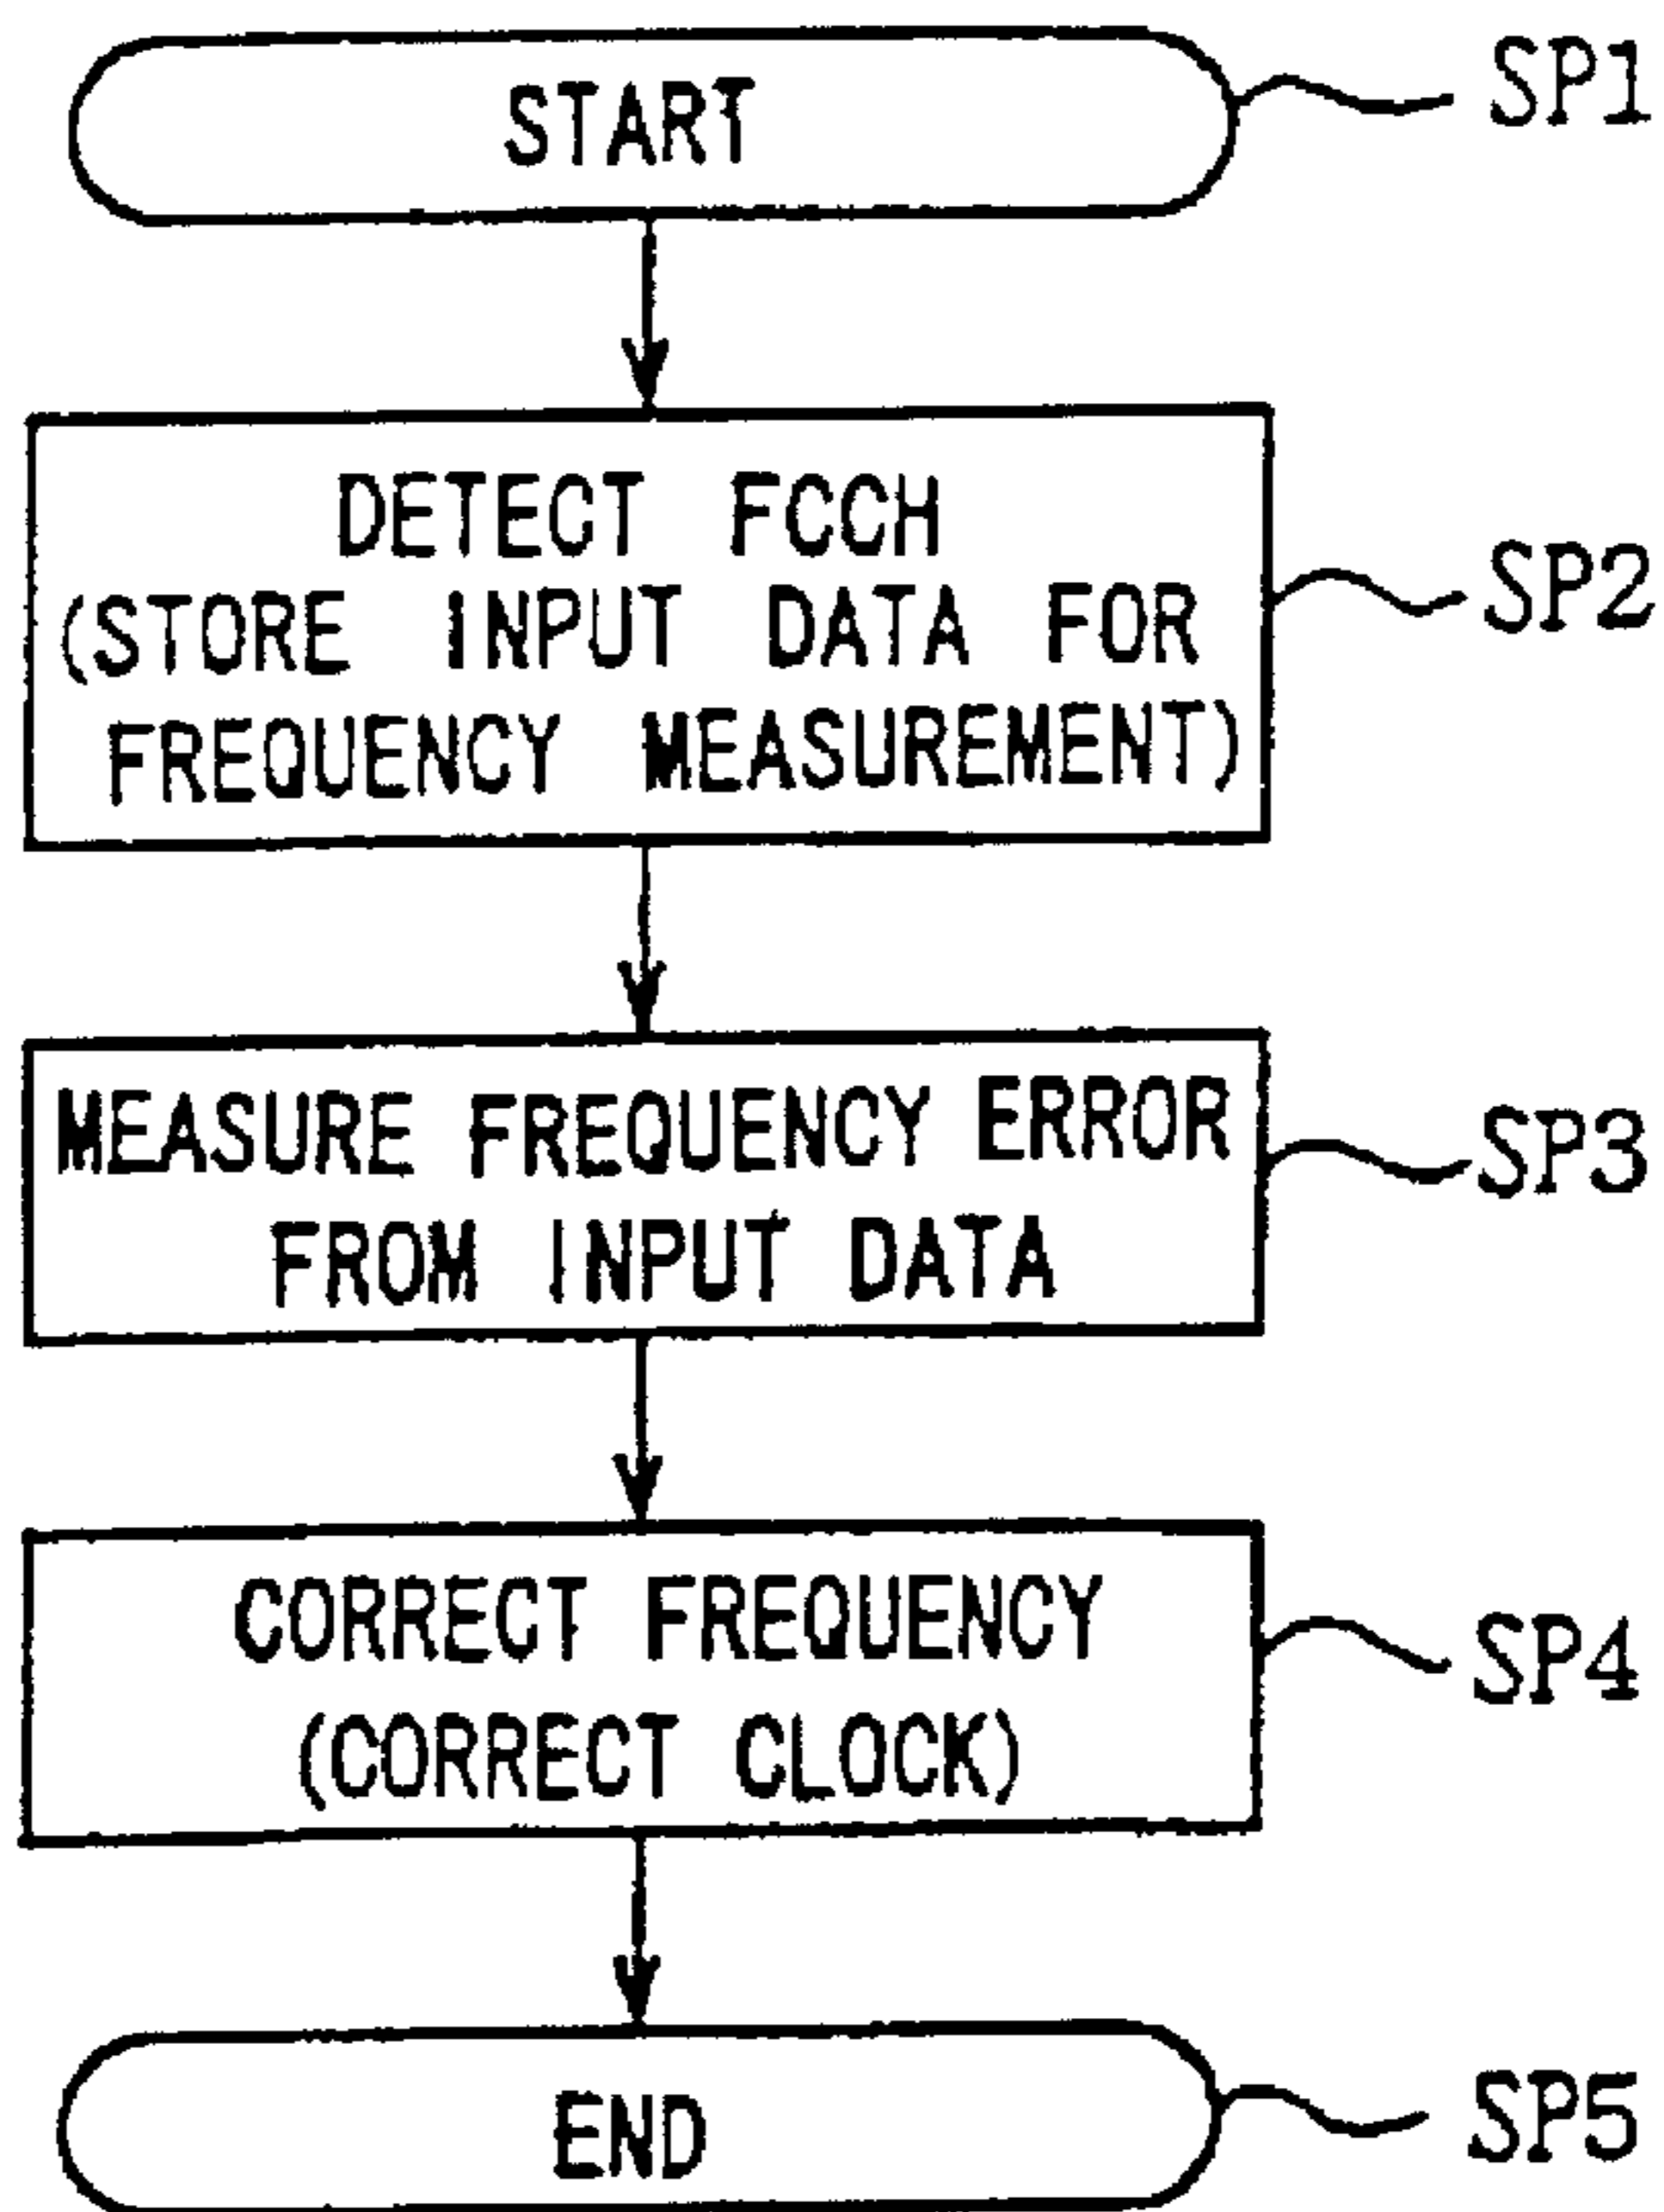 START
SP1
DETECT FCCH
(STORE INPUT DATA FOR
FREQUENCY MEASUREMENT)
SP2
MEASURE FREQUENCY ERROR
FROM INPUT DATA
SP3
CORRECT FREQUENCY
(CORRECT CLOCK)
SP4
END
SP5